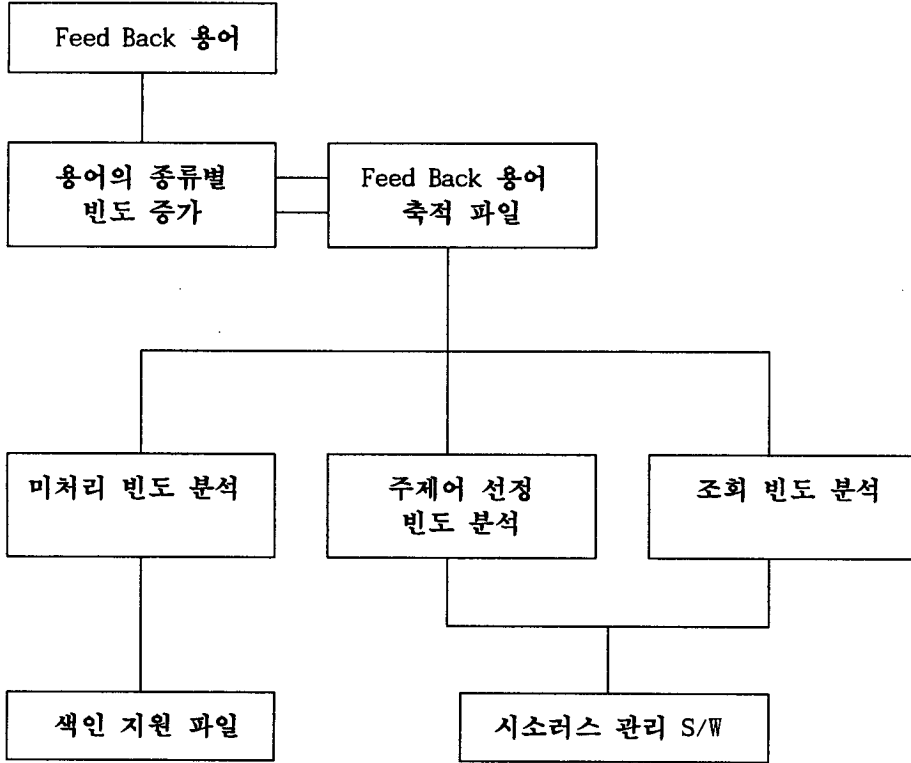 Feed Back 용어
용어의 종류별
빈도 증가
Feed Back 용어
축적 파일
미처리 빈도 분석
주제어 선정
빈도 분석
조회 빈도 분석
색인 지원 파일
시소러스 관리 S/W